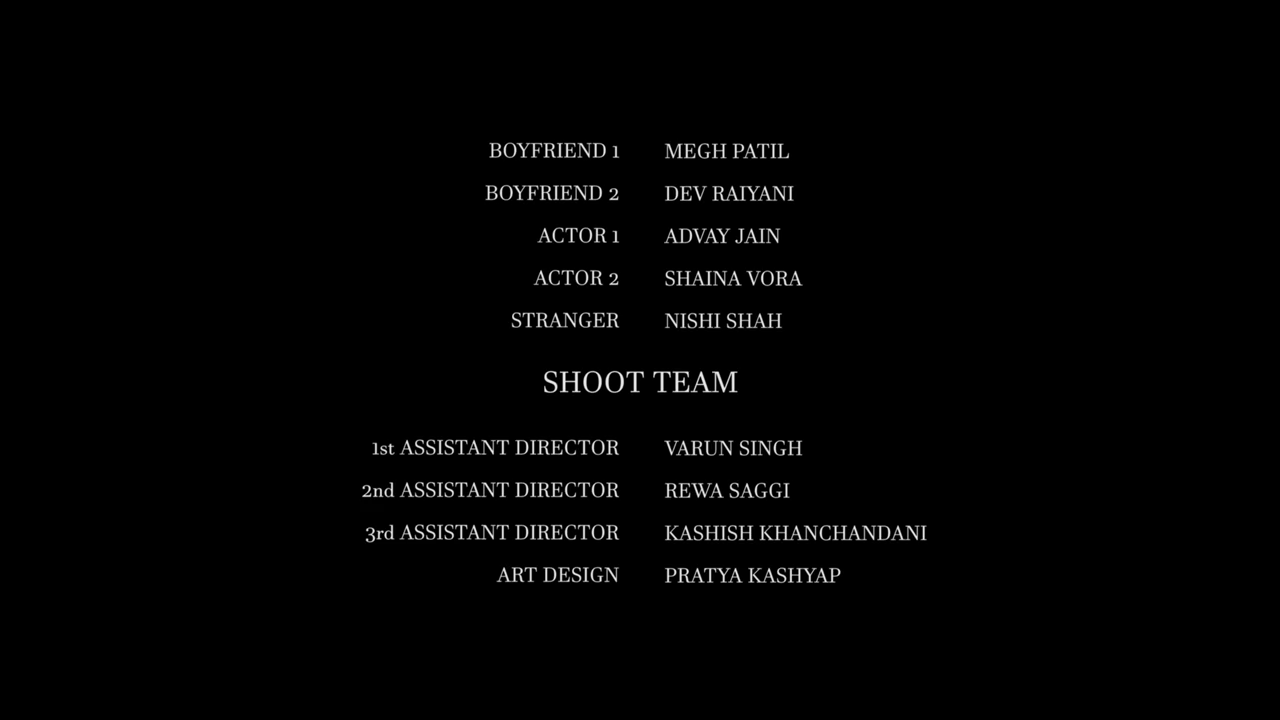 BOYFRIEND 1 MEGH PATIL
BOYFRIEND 2 DEV RAIYANI
ACTOR 1 ADVAY JAIN
ACTOR 2 SHAINA VORA
STRANGER NISHI SHAH
SHOOT TEAM
1st ASSISTANT DIRECTOR VARUN SINGH
2nd ASSISTANT DIRECTOR REWA SAGGI
3rd ASSISTANT DIRECTOR KASHISH KHANCHANDANI
ART DESIGN PRATYA KASHYAP